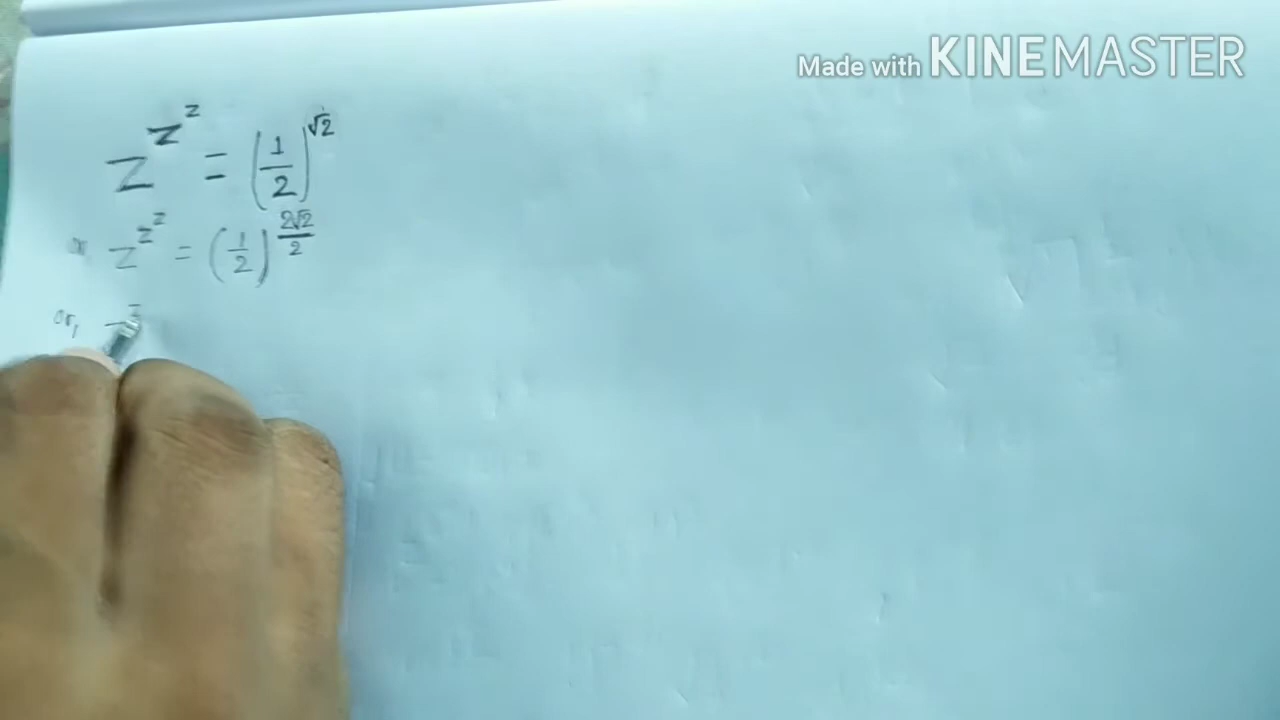 Made with KINEMASTER
z^z^z = (1/2)^√2
or z^z^z = (1/2)^(2√2/2)
or,